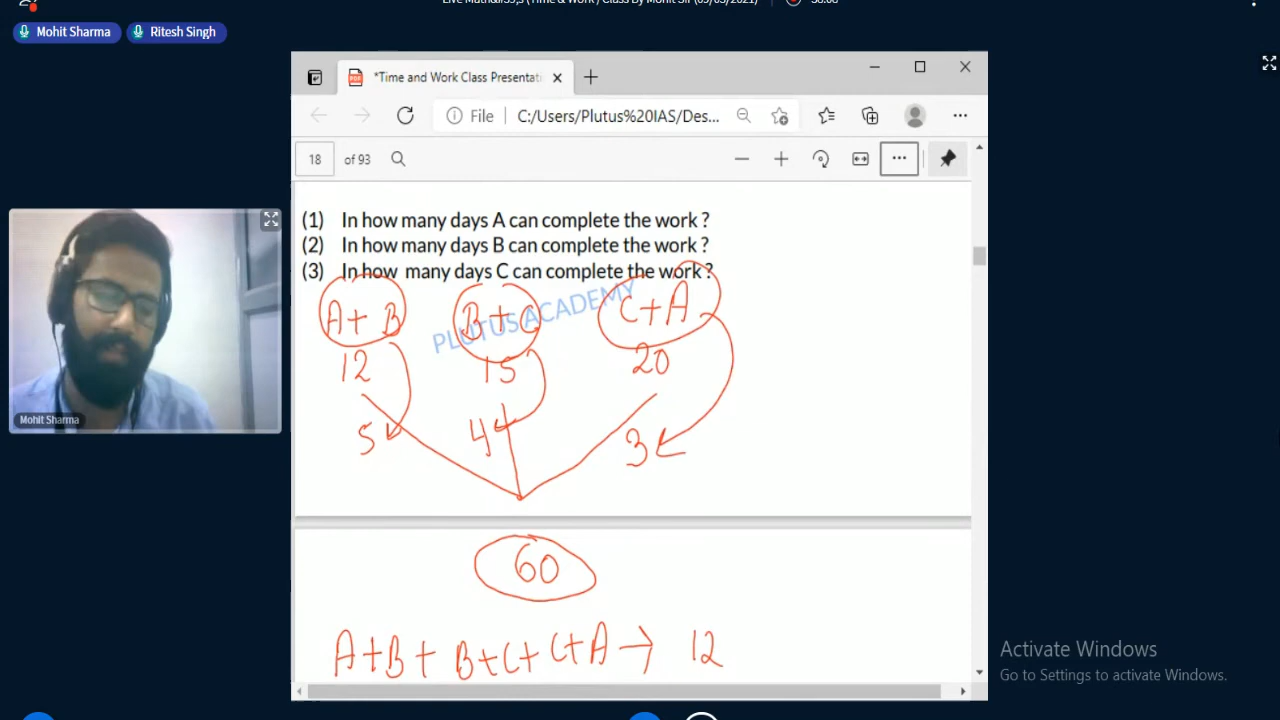 Mohit Sharma Ritesh Singh
*Time and Work Class Presentati
File C:/Users/Plutus%20IAS/Des...
18 of 93
(1) In how many days A can complete the work ?
(2) In how many days B can complete the work ?
(3) In how many days C can complete the work ?
PLUTUS ACADEMY
A+B B+C C+A
12 15 20
5 4 3
60
A+B+ B+C+ C+A → 12
Mohit Sharma
Activate Windows
Go to Settings to activate Windows.